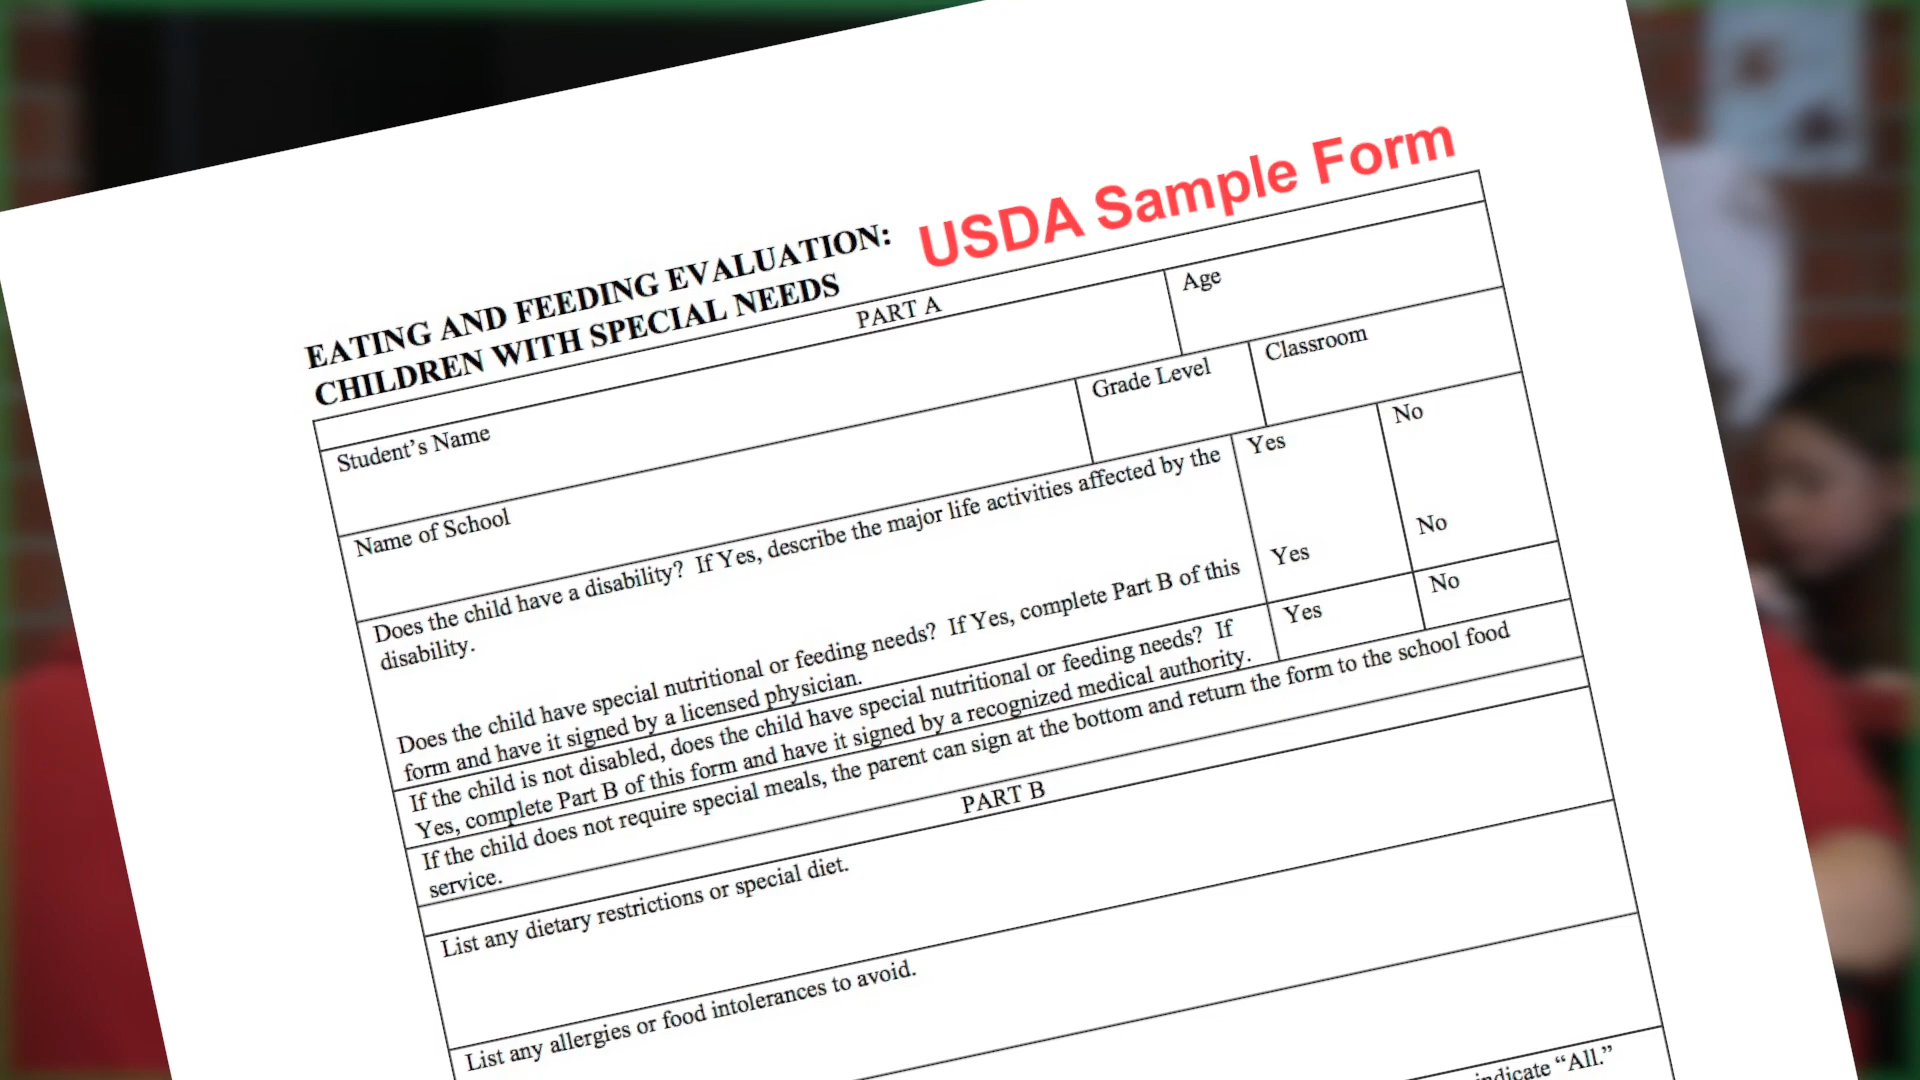 USDA Sample Form
EATING AND FEEDING EVALUATION:
CHILDREN WITH SPECIAL NEEDS
PART A
Student’s Name
Age
Name of School
Grade Level
Classroom
Does the child have a disability?  If Yes, describe the major life activities affected by the
disability.
Yes
No
Does the child have special nutritional or feeding needs?  If Yes, complete Part B of this
form and have it signed by a licensed physician.
Yes
No
If the child is not disabled, does the child have special nutritional or feeding needs?  If
Yes, complete Part B of this form and have it signed by a recognized medical authority.
Yes
No
If the child does not require special meals, the parent can sign at the bottom and return the form to the school food
service.
PART B
List any dietary restrictions or special diet.
List any allergies or food intolerances to avoid.
indicate “All.”